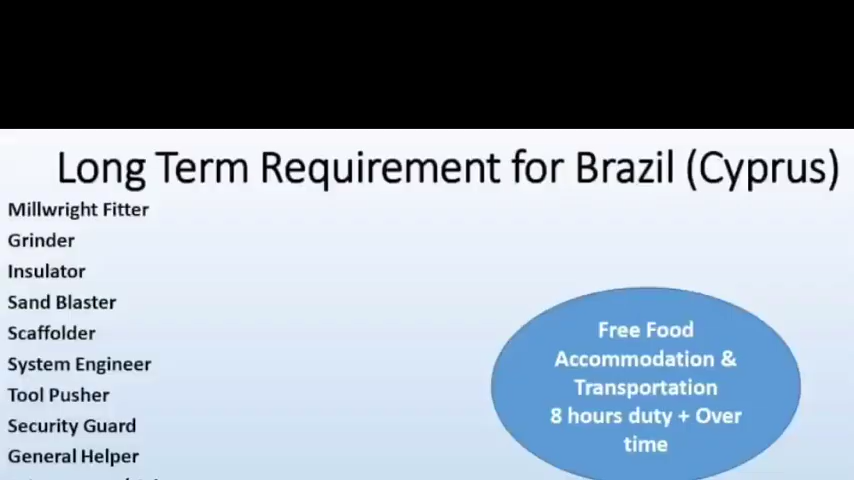 Long Term Requirement for Brazil (Cyprus)
Millwright Fitter
Grinder
Insulator
Sand Blaster
Scaffolder
System Engineer
Tool Pusher
Security Guard
General Helper
Free Food
Accommodation &
Transportation
8 hours duty + Over
time